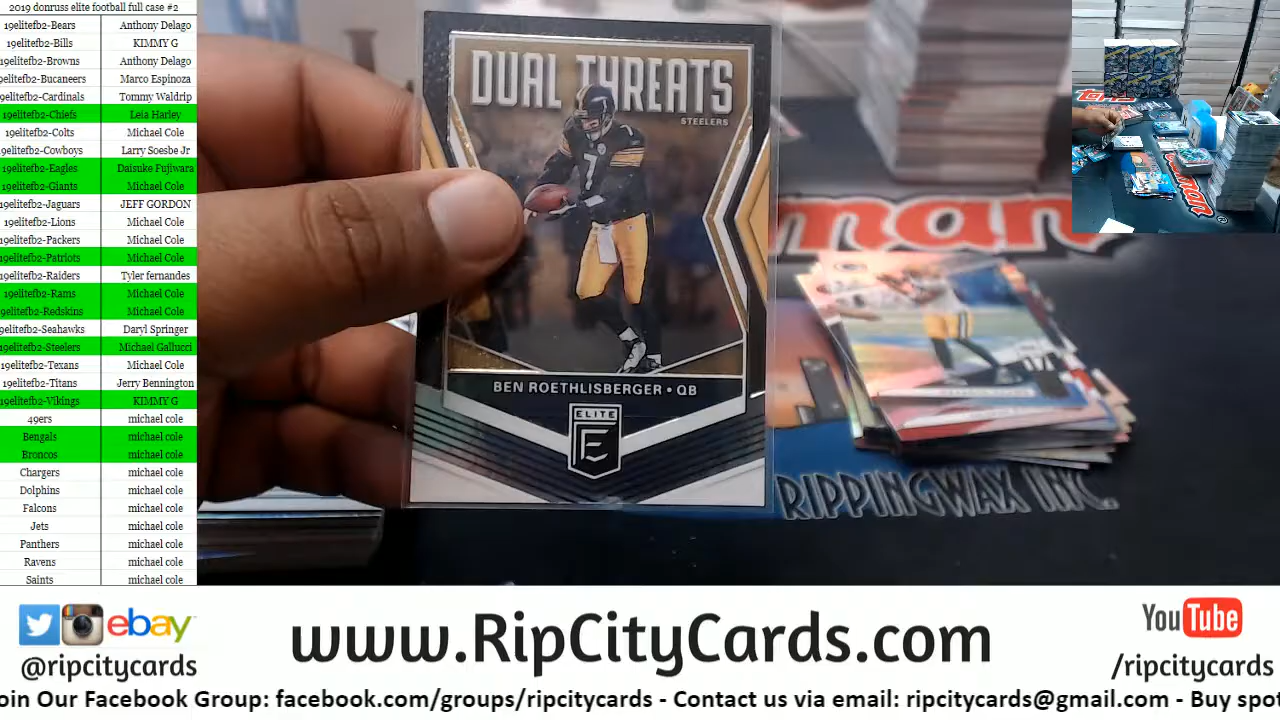 2019 donruss elite football full case #2
19elitefb2-Bears Anthony Delago
19elitefb2-Bills KIMMY G
19elitefb2-Browns Anthony Delago
9elitefb2-Bucaneers Marco Espinoza
19elitefb2-Cardinals Tommy Waldrip
19elitefb2-Chiefs Leia Harley
19elitefb2-Colts Michael Cole
19elitefb2-Cowboys Larry Soesbe Jr
19elitefb2-Eagles Daisuke Fujiwara
19elitefb2-Giants Michael Cole
19elitefb2-Jaguars JEFF GORDON
19elitefb2-Lions Michael Cole
19elitefb2-Packers Michael Cole
19elitefb2-Patriots Michael Cole
19elitefb2-Raiders Tyler fernandes
19elitefb2-Rams Michael Cole
19elitefb2-Redskins Michael Cole
9elitefb2-Seahawks Daryl Springer
19elitefb2-Steelers Michael Gallucci
19elitefb2-Texans Michael Cole
19elitefb2-Titans Jerry Bennington
19elitefb2-Vikings KIMMY G
49ers michael cole
Bengals michael cole
Broncos michael cole
Chargers michael cole
Dolphins michael cole
Falcons michael cole
Jets michael cole
Panthers michael cole
Ravens michael cole
Saints michael cole
DUAL THREATS
STEELERS
7
BEN ROETHLISBERGER • QB
ELITE
E
man
RIPPINGWAX INC.
Topps
Bowman
ebay
@ripcitycards
www.RipCityCards.com
YouTube
/ripcitycards
oin Our Facebook Group: facebook.com/groups/ripcitycards - Contact us via email: ripcitycards@gmail.com - Buy spot